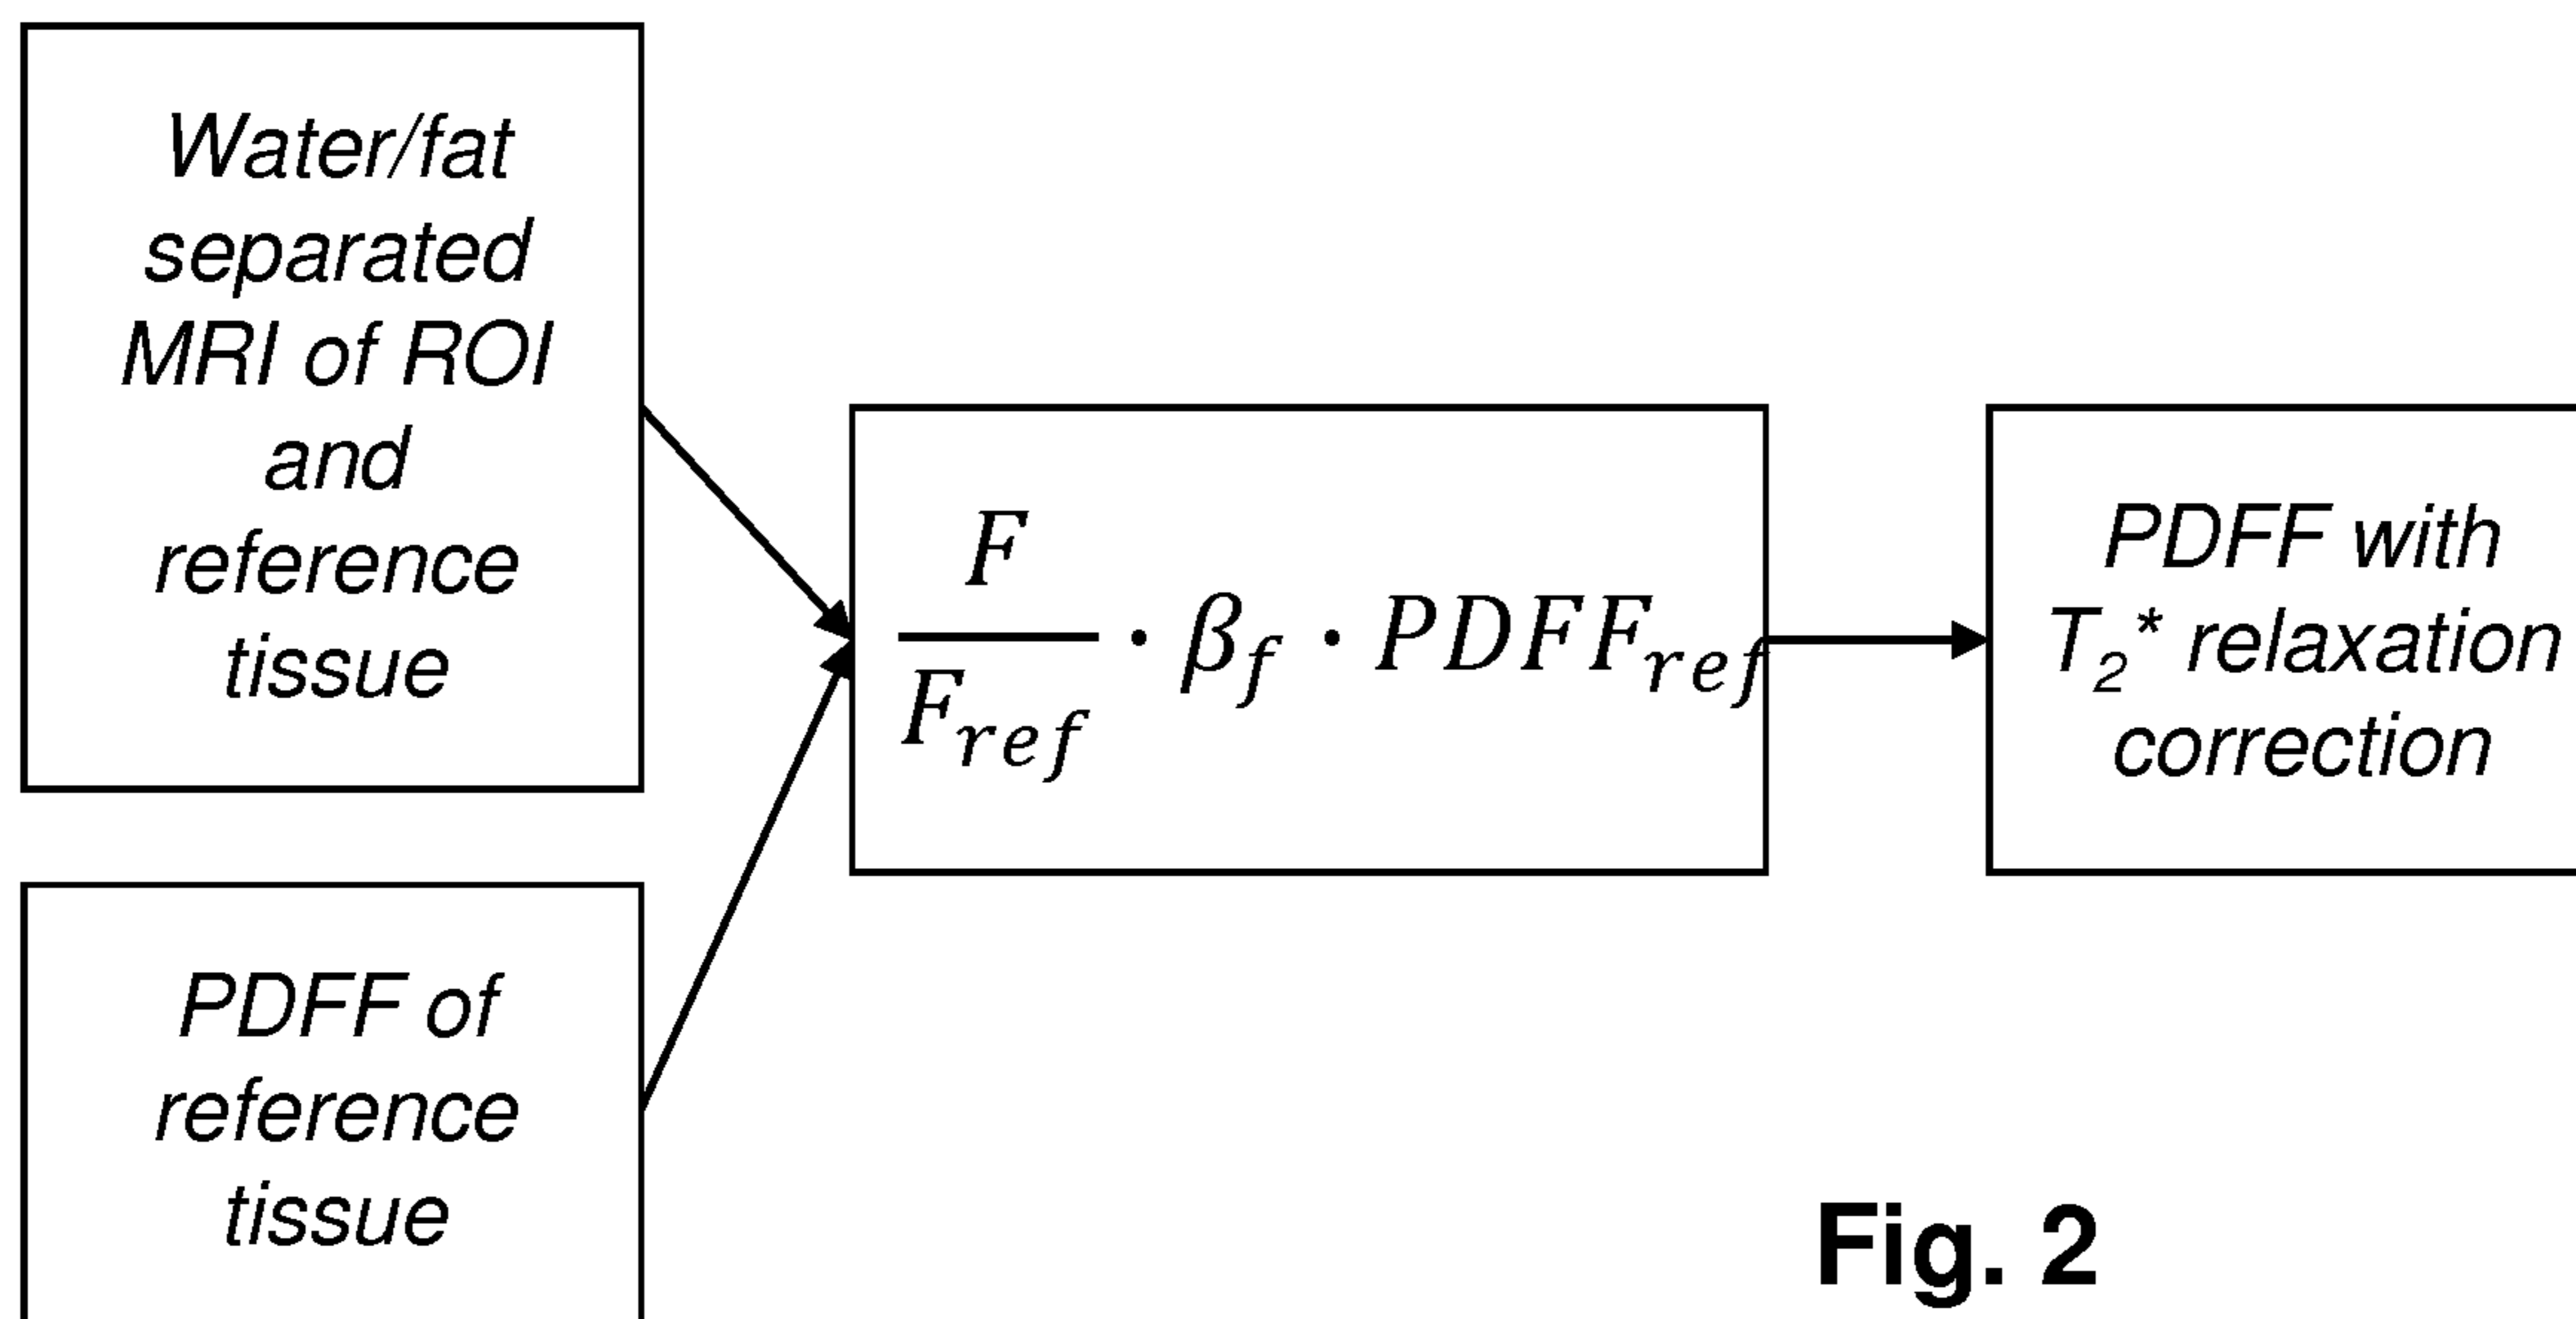 Water/fat
separated
MRI of ROI
and
reference
tissue
PDFF of
reference
tissue
F
F_ref · β_f · PDFF_ref
PDFF with
T₂* relaxation
correction
Fig. 2